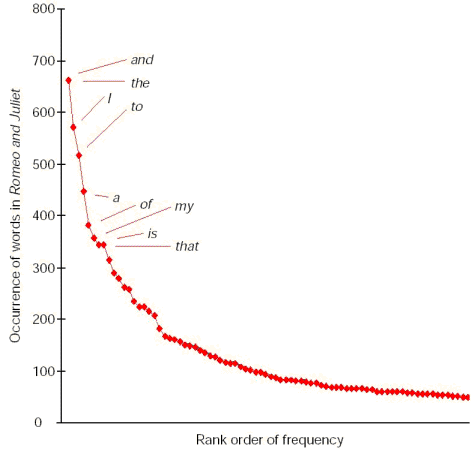 800
700
600
500
400
300
200
100
0
Occurrence of words in Romeo and Juliet
and
the
I
to
a
of
my
is
that
Rank order of frequency